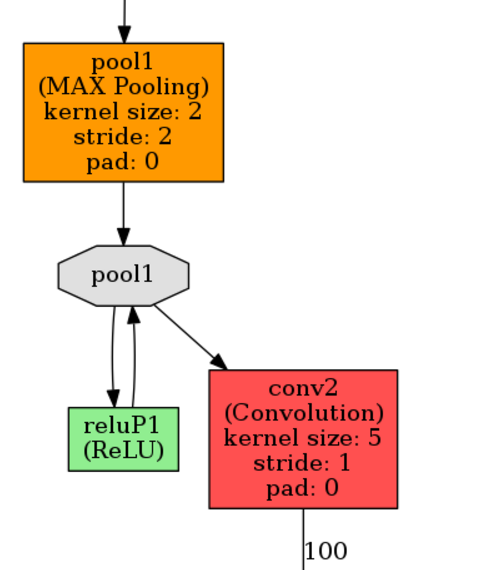 pool1
(MAX Pooling)
kernel size: 2
stride: 2
pad: 0
pool1
reluP1
(ReLU)
conv2
(Convolution)
kernel size: 5
stride: 1
pad: 0
100